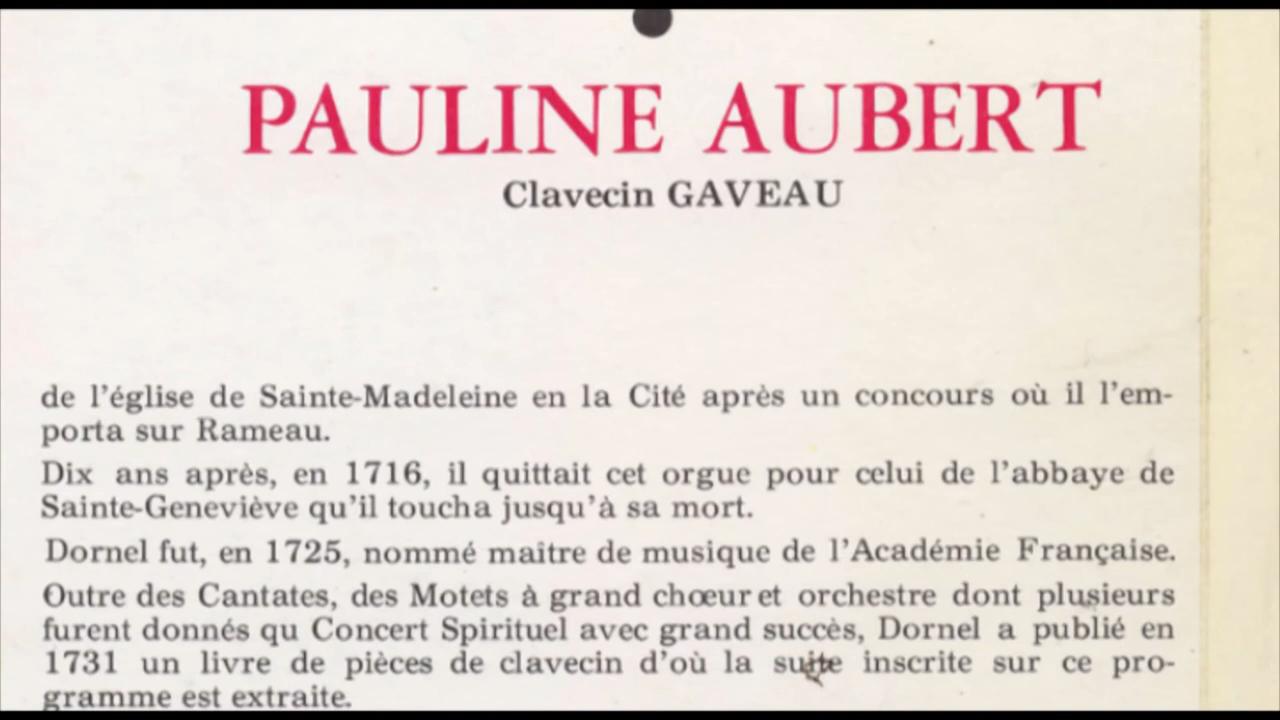 PAULINE AUBERT
Clavecin GAVEAU
de l'église de Sainte-Madeleine en la Cité après un concours où il l'em-
porta sur Rameau.
Dix ans après, en 1716, il quittait cet orgue pour celui de l'abbaye de
Sainte-Geneviève qu'il toucha jusqu'à sa mort.
Dornel fut, en 1725, nommé maître de musique de l'Académie Française.
Outre des Cantates, des Motets à grand chœur et orchestre dont plusieurs
furent donnés qu Concert Spirituel avec grand succès, Dornel a publié en
1731 un livre de pièces de clavecin d'où la suite inscrite sur ce pro-
gramme est extraite.